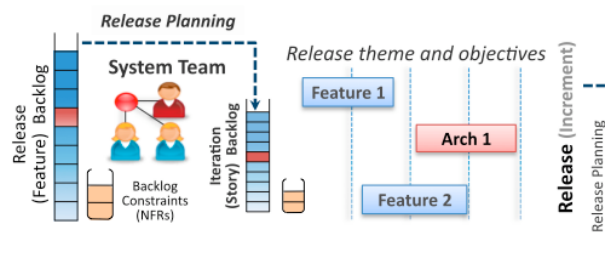 Release Planning
Release
(Feature) Backlog
System Team
Backlog
Constraints
(NFRs)
Iteration
(Story) Backlog
Release theme and objectives
Feature 1
Arch 1
Feature 2
Release (Increment)
Release Planning